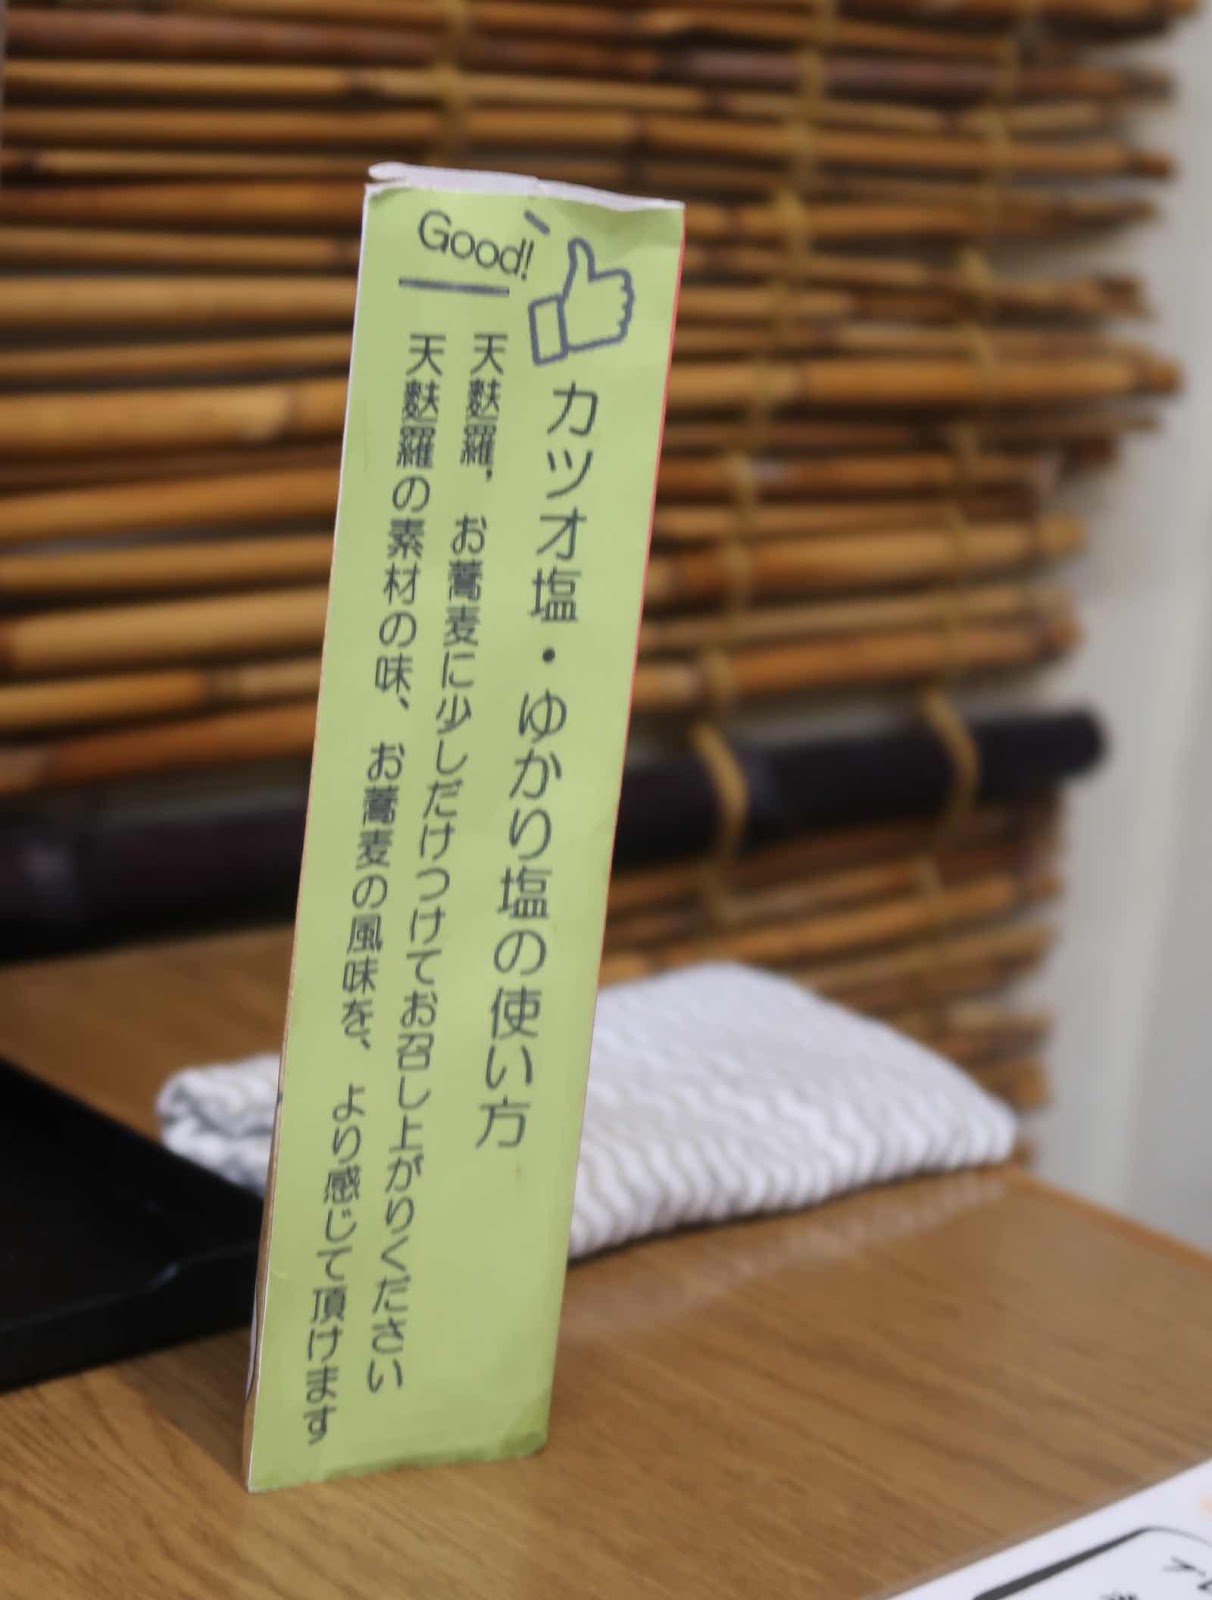 Good!
カツオ塩・ゆかり塩の使い方
天麩羅、お蕎麦に少しだけつけてお召し上がりください
天麩羅の素材の味、お蕎麦の風味を、より感じて頂けます